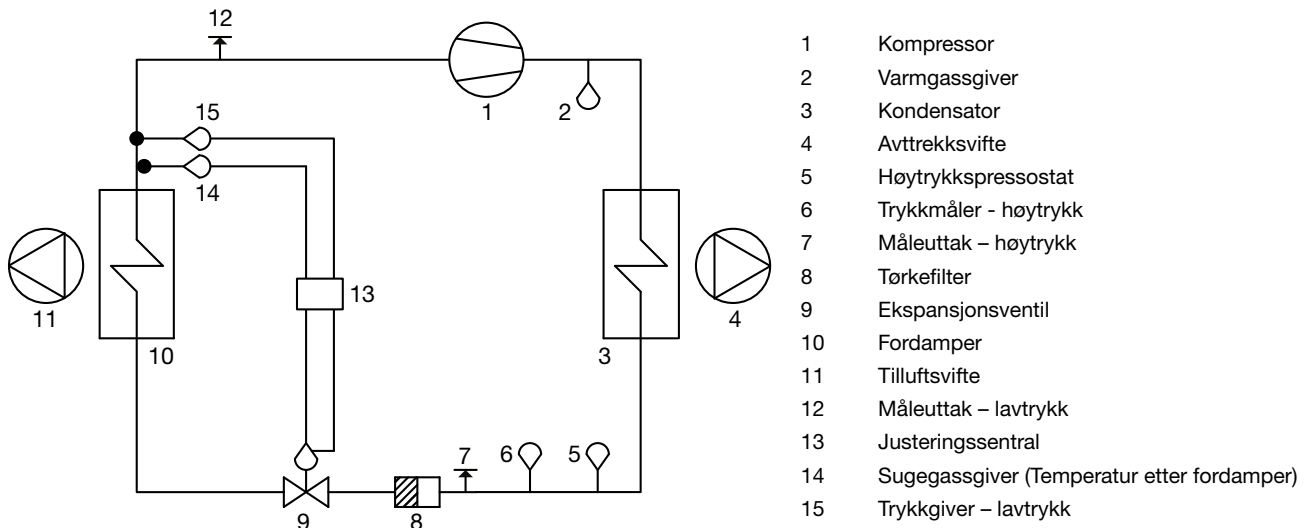 12
1
2
15
14
13
11
10
3
4
7
6
5
9
8
1 Kompressor
2 Varmgassgiver
3 Kondensator
4 Avttrekksvifte
5 Høytrykkspressostat
6 Trykkmåler - høytrykk
7 Måleuttak – høytrykk
8 Tørkefilter
9 Ekspansjonsventil
10 Fordamper
11 Tilluftsvifte
12 Måleuttak – lavtrykk
13 Justeringssentral
14 Sugegassgiver (Temperatur etter fordamper)
15 Trykkgiver – lavtrykk